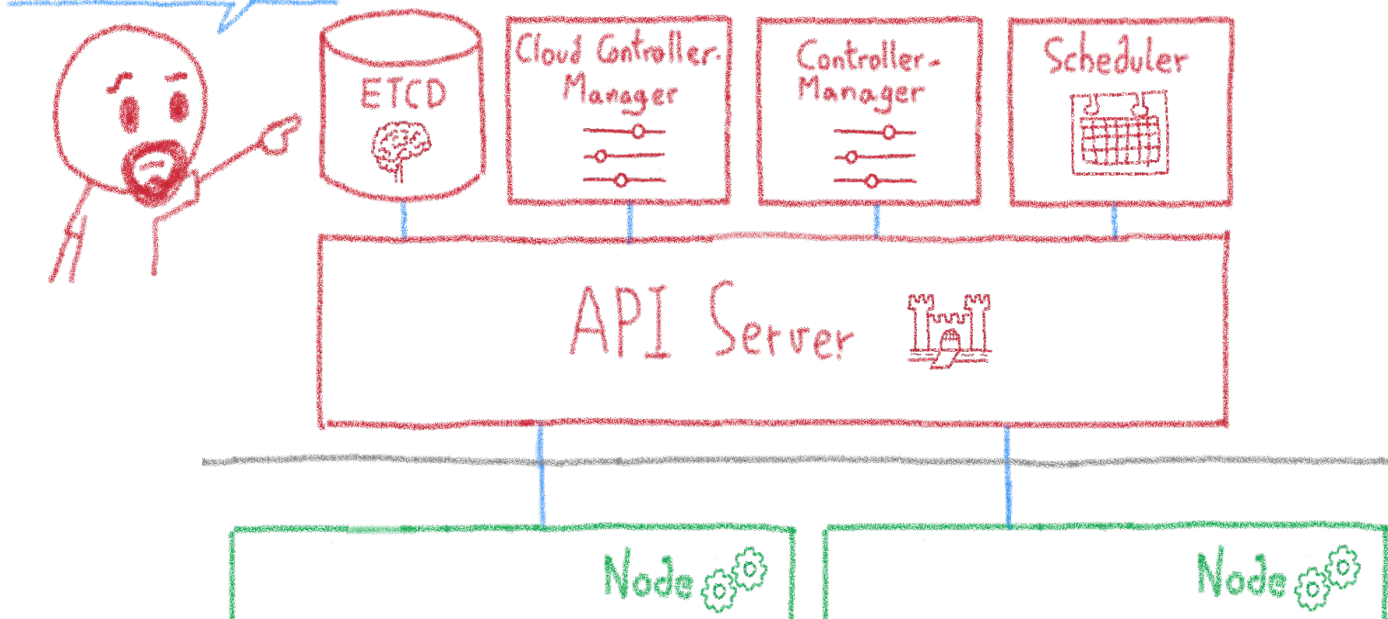 ETCD
Cloud Controller-
Manager
Controller-
Manager
Scheduler
API Server
Node
Node